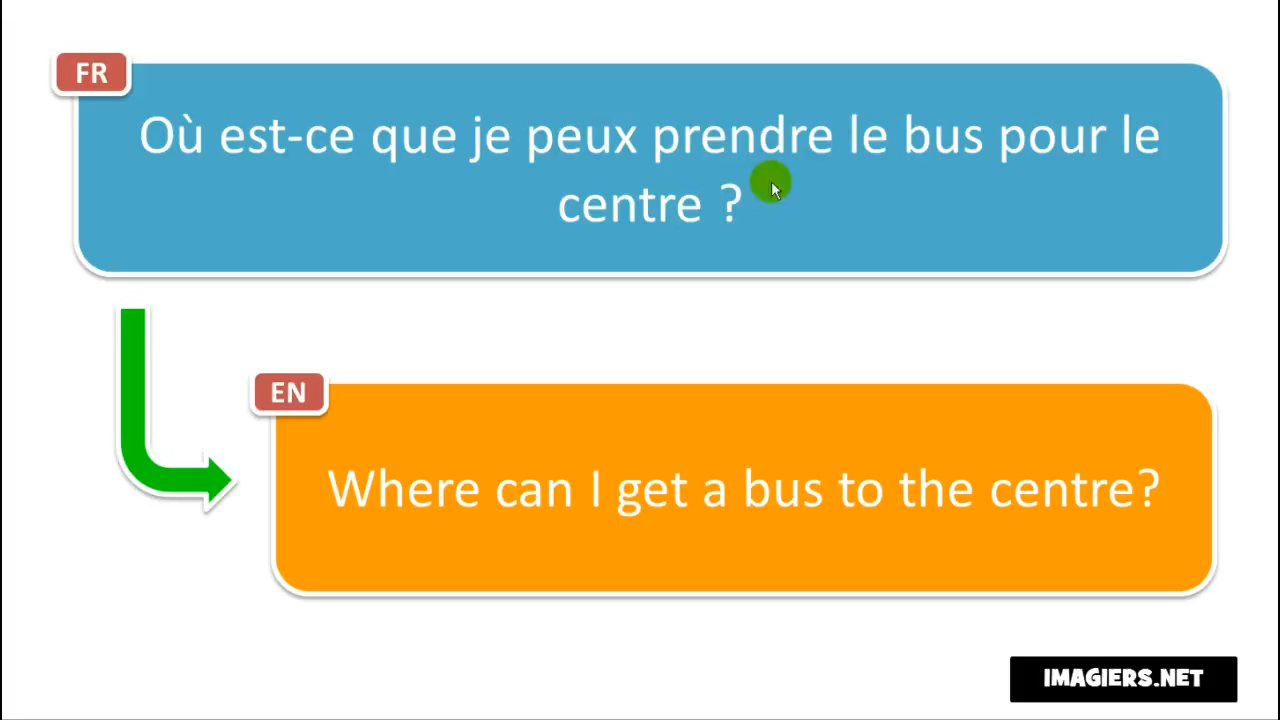 FR
Où est-ce que je peux prendre le bus pour le
centre ?
EN
Where can I get a bus to the centre?
IMAGIERS.NET